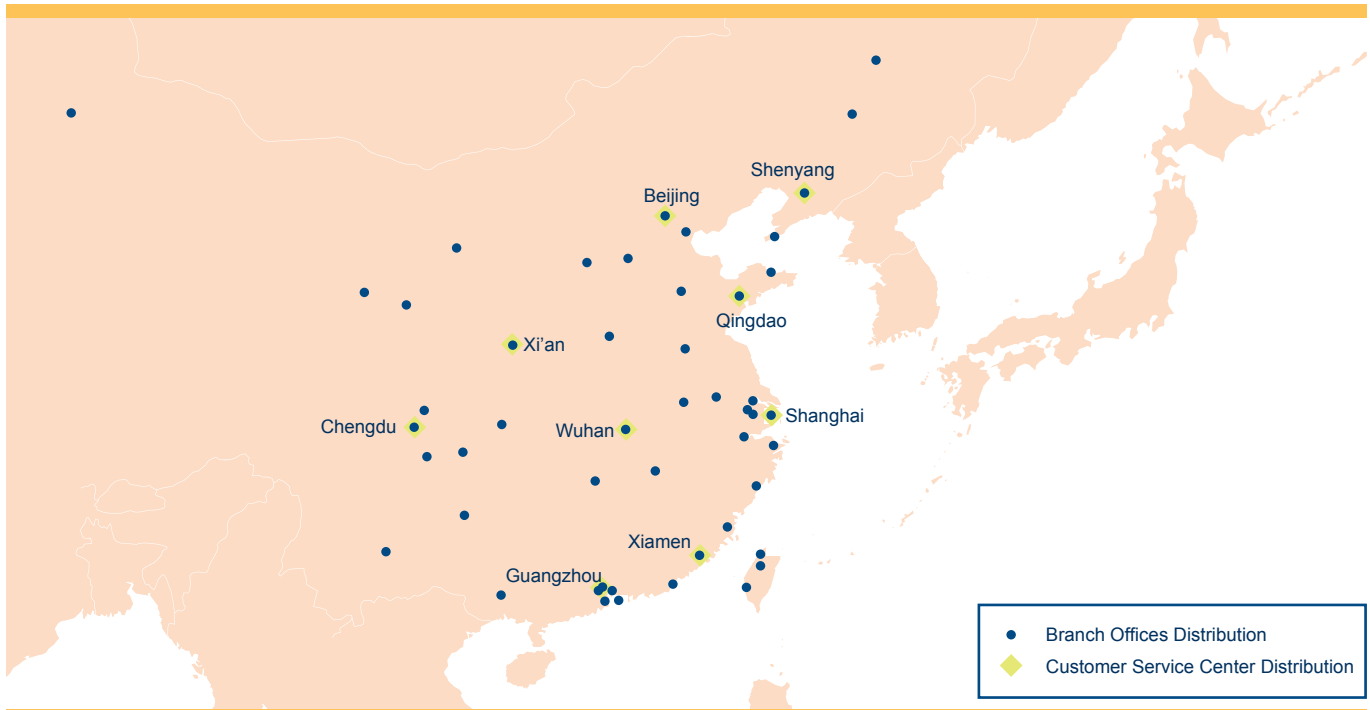 Shenyang
Beijing
Qingdao
Xi’an
Shanghai
Chengdu
Wuhan
Xiamen
Guangzhou
Branch Offices Distribution
Customer Service Center Distribution